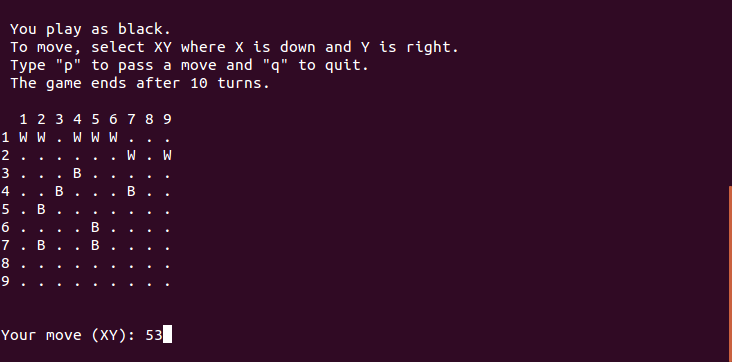 You play as black.
To move, select XY where X is down and Y is right.
Type "p" to pass a move and "q" to quit.
The game ends after 10 turns.
1 2 3 4 5 6 7 8 9
1 W W . W W W . . .
2 . . . . . . W . W
3 . . . B . . . . .
4 . . B . . . B . .
5 . B . . . . . . .
6 . . . . B . . . .
7 . B . . B . . . .
8 . . . . . . . . .
9 . . . . . . . . .
Your move (XY): 53